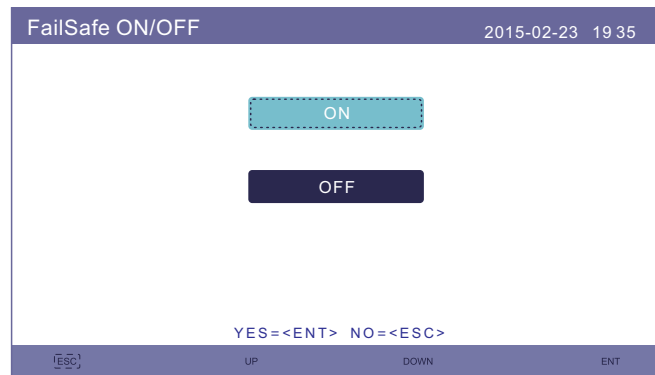 FailSafe ON/OFF 2015-02-23 19 35
ON
OFF
YES=<ENT> NO=<ESC>
ESC UP DOWN ENT